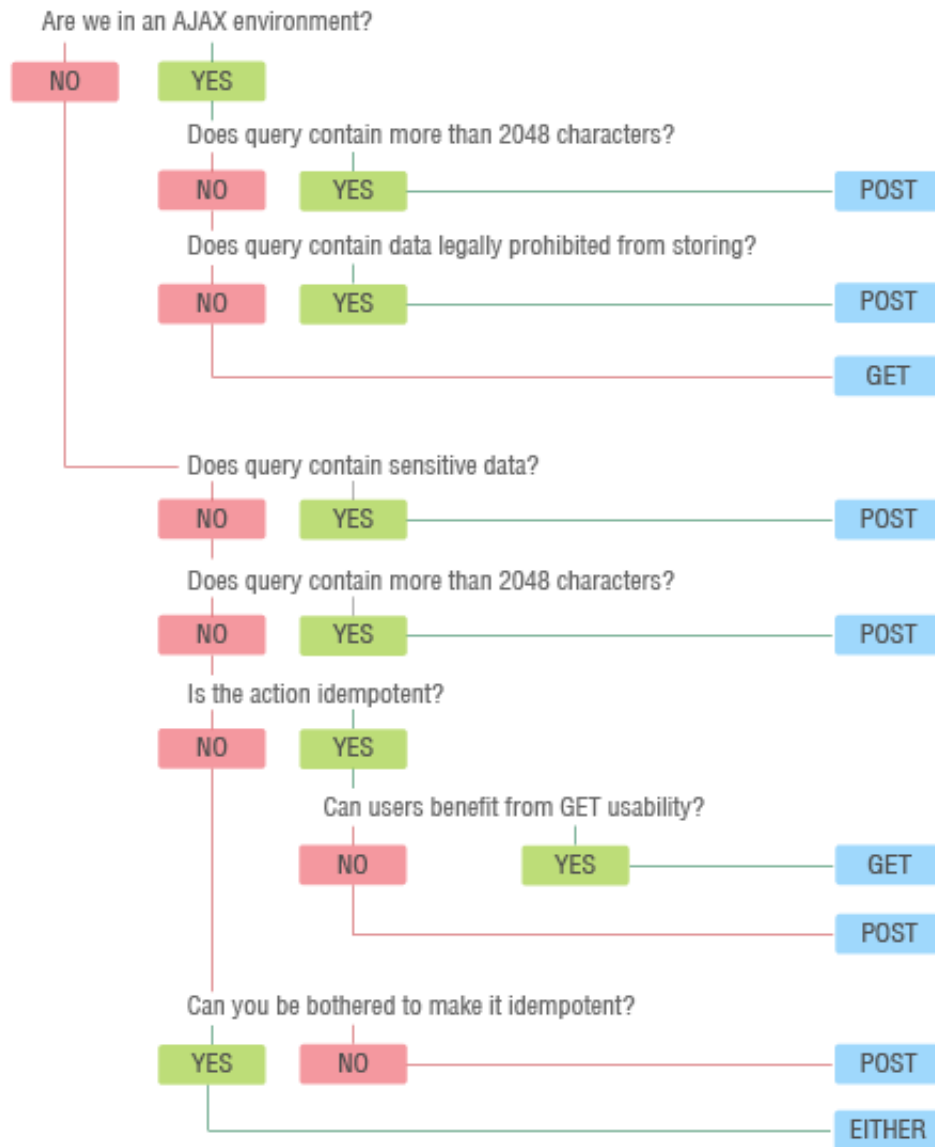 Are we in an AJAX environment?
NO YES
Does query contain more than 2048 characters?
NO YES POST
Does query contain data legally prohibited from storing?
NO YES POST
GET
Does query contain sensitive data?
NO YES POST
Does query contain more than 2048 characters?
NO YES POST
Is the action idempotent?
NO YES
Can users benefit from GET usability?
NO YES GET
POST
Can you be bothered to make it idempotent?
YES NO POST
EITHER